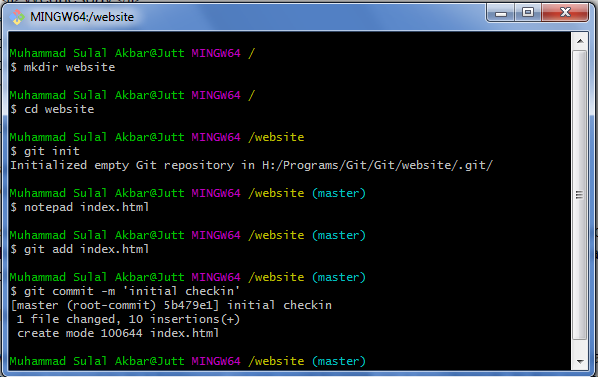 MINGW64:/website
Muhammad Sulal Akbar@Jutt MINGW64 /
$ mkdir website
Muhammad Sulal Akbar@Jutt MINGW64 /
$ cd website
Muhammad Sulal Akbar@Jutt MINGW64 /website
$ git init
Initialized empty Git repository in H:/Programs/Git/Git/website/.git/
Muhammad Sulal Akbar@Jutt MINGW64 /website (master)
$ notepad index.html
Muhammad Sulal Akbar@Jutt MINGW64 /website (master)
$ git add index.html
Muhammad Sulal Akbar@Jutt MINGW64 /website (master)
$ git commit -m 'initial checkin'
[master (root-commit) 5b479e1] initial checkin
 1 file changed, 10 insertions(+)
 create mode 100644 index.html
Muhammad Sulal Akbar@Jutt MINGW64 /website (master)